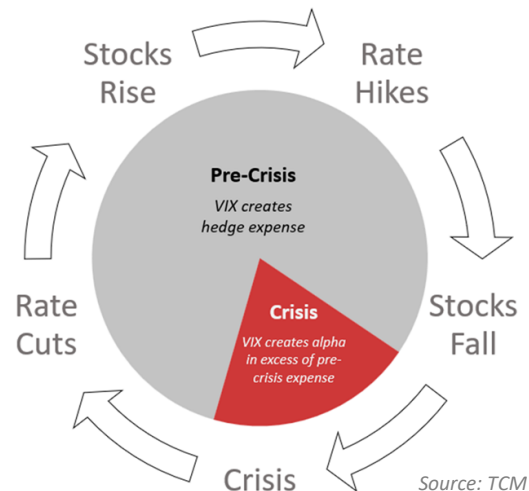 Stocks
Rise
Rate
Hikes
Pre-Crisis
VIX creates
hedge expense
Rate
Cuts
Stocks
Fall
Crisis
VIX creates alpha
in excess of pre-
crisis expense
Crisis
Source: TCM